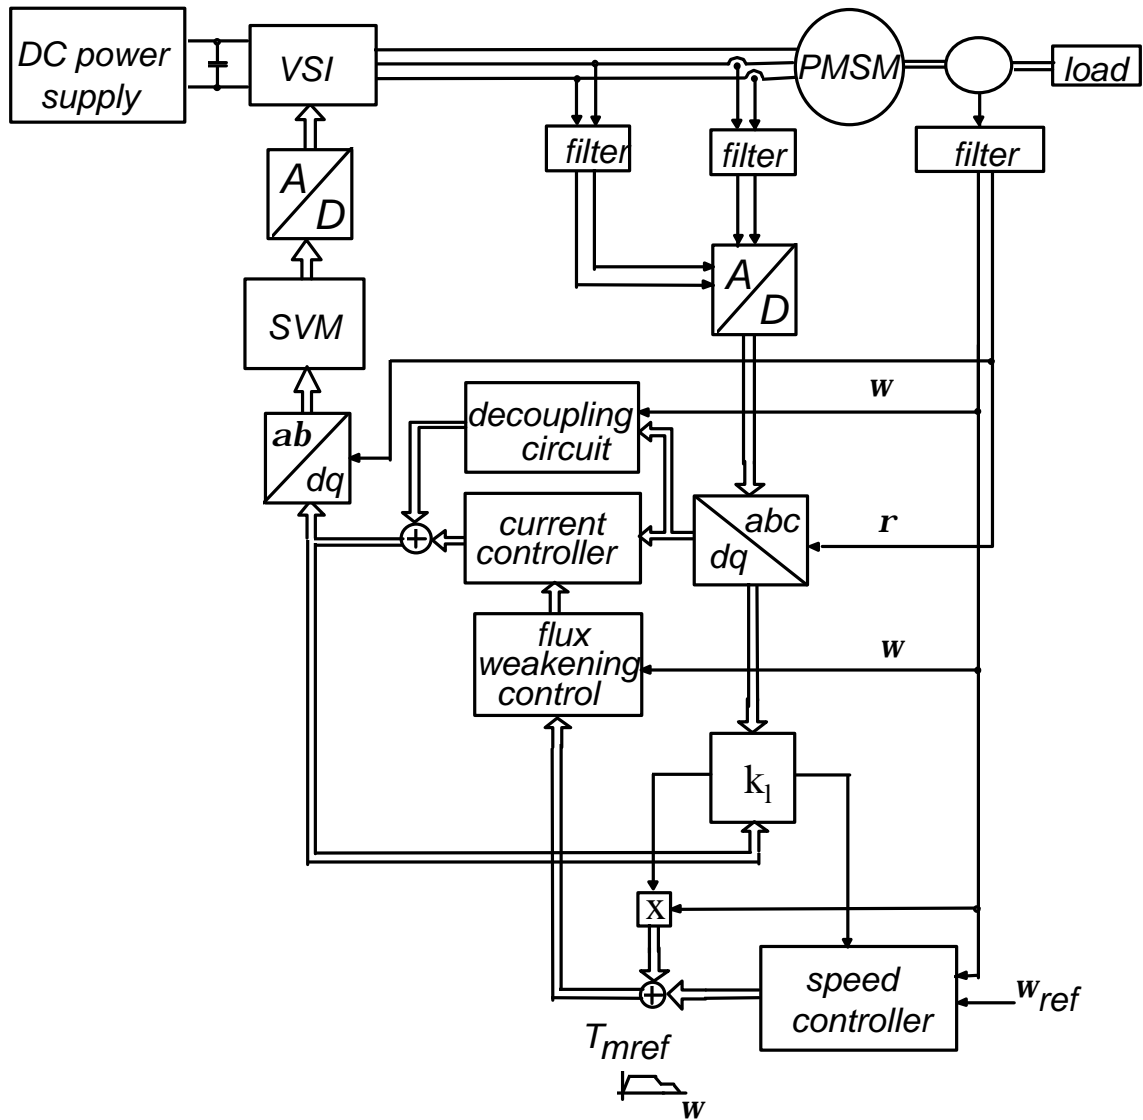 DC power
supply
VSI
PMSM
load
filter
filter
filter
A
D
A
D
SVM
w
decoupling
circuit
ab
dq
current
controller
abc
dq
r
flux
weakening
control
w
kl
x
speed
controller
wref
Tmref
w